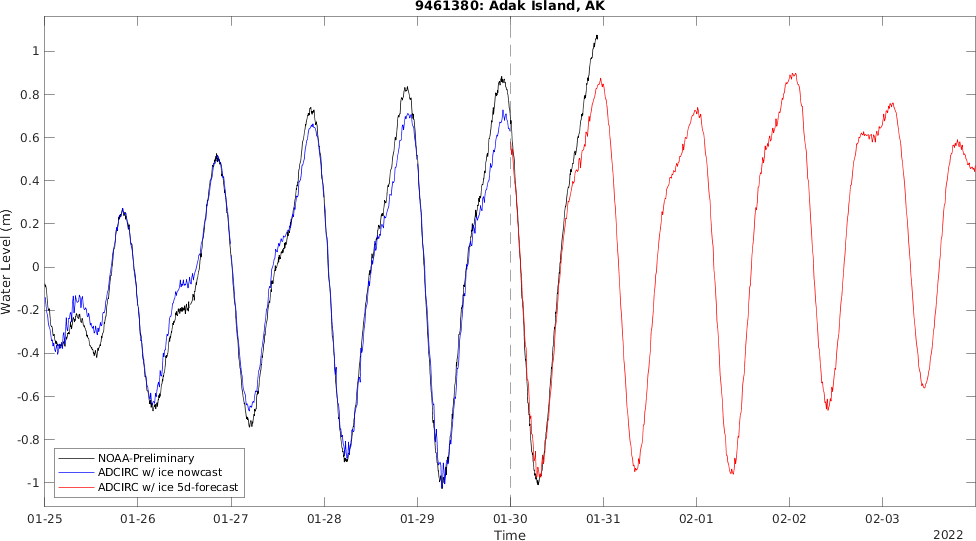 9461380: Adak Island, AK
Water Level (m)
1
0.8
0.6
0.4
0.2
0
-0.2
-0.4
-0.6
-0.8
-1
NOAA-Preliminary
ADCIRC w/ ice nowcast
ADCIRC w/ ice 5d-forecast
01-25 01-26 01-27 01-28 01-29 01-30 01-31 02-01 02-02 02-03
Time
2022